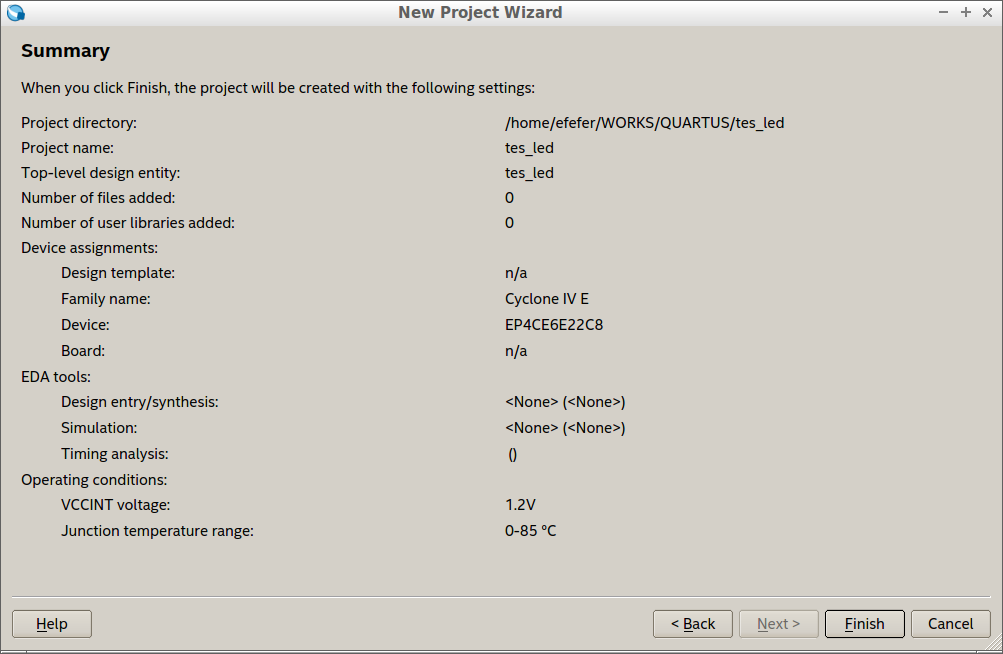 New Project Wizard
Summary
When you click Finish, the project will be created with the following settings:
Project directory: /home/efefer/WORKS/QUARTUS/tes_led
Project name: tes_led
Top-level design entity: tes_led
Number of files added: 0
Number of user libraries added: 0
Device assignments:
Design template: n/a
Family name: Cyclone IV E
Device: EP4CE6E22C8
Board: n/a
EDA tools:
Design entry/synthesis: <None> (<None>)
Simulation: <None> (<None>)
Timing analysis: ()
Operating conditions:
VCCINT voltage: 1.2V
Junction temperature range: 0-85 ºC
Help < Back Next > Finish Cancel